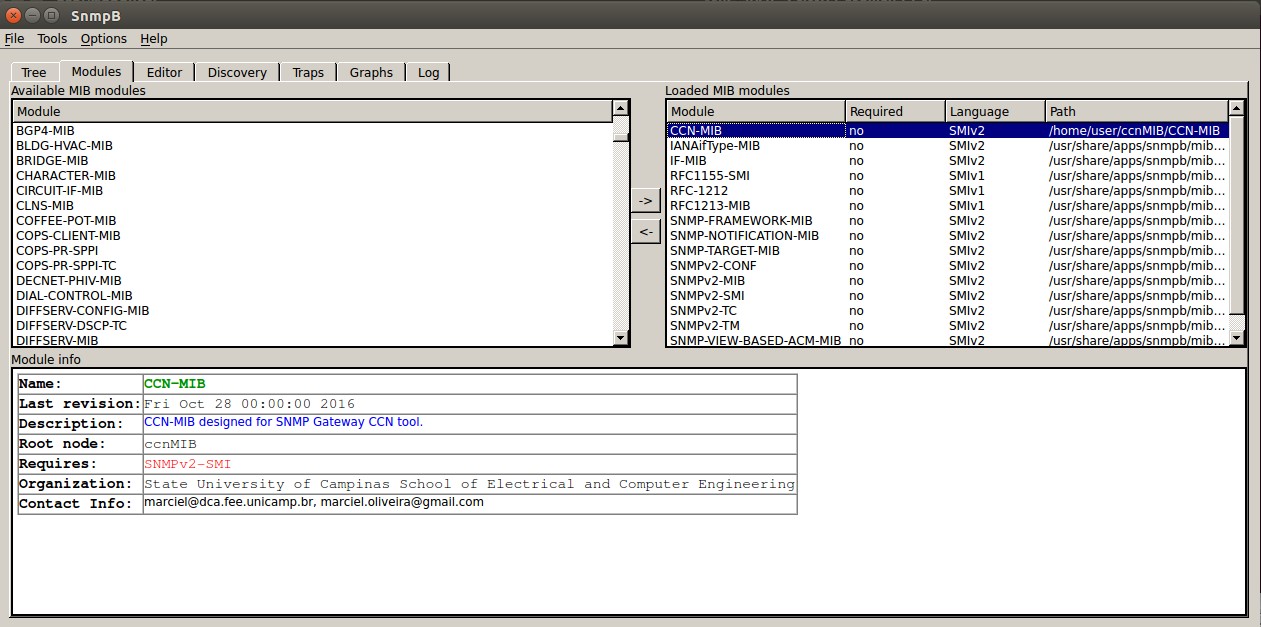 SnmpB
File Tools Options Help
Tree Modules Editor Discovery Traps Graphs Log
Available MIB modules
Module
BGP4-MIB
BLDG-HVAC-MIB
BRIDGE-MIB
CHARACTER-MIB
CIRCUIT-IF-MIB
CLNS-MIB
COFFEE-POT-MIB
COPS-CLIENT-MIB
COPS-PR-SPPI
COPS-PR-SPPI-TC
DECNET-PHIV-MIB
DIAL-CONTROL-MIB
DIFFSERV-CONFIG-MIB
DIFFSERV-DSCP-TC
DIFFSERV-MIB
->
<-
Loaded MIB modules
Module Required Language Path
CCN-MIB no SMIv2 /home/user/ccnMIB/CCN-MIB
IANAifType-MIB no SMIv2 /usr/share/apps/snmpb/mib...
IF-MIB no SMIv2 /usr/share/apps/snmpb/mib...
RFC1155-SMI no SMIv1 /usr/share/apps/snmpb/mib...
RFC-1212 no SMIv1 /usr/share/apps/snmpb/mib...
RFC1213-MIB no SMIv1 /usr/share/apps/snmpb/mib...
SNMP-FRAMEWORK-MIB no SMIv2 /usr/share/apps/snmpb/mib...
SNMP-NOTIFICATION-MIB no SMIv2 /usr/share/apps/snmpb/mib...
SNMP-TARGET-MIB no SMIv2 /usr/share/apps/snmpb/mib...
SNMPv2-CONF no SMIv2 /usr/share/apps/snmpb/mib...
SNMPv2-MIB no SMIv2 /usr/share/apps/snmpb/mib...
SNMPv2-SMI no SMIv2 /usr/share/apps/snmpb/mib...
SNMPv2-TC no SMIv2 /usr/share/apps/snmpb/mib...
SNMPv2-TM no SMIv2 /usr/share/apps/snmpb/mib...
SNMP-VIEW-BASED-ACM-MIB no SMIv2 /usr/share/apps/snmpb/mib...
Module info
Name: CCN-MIB
Last revision: Fri Oct 28 00:00:00 2016
Description: CCN-MIB designed for SNMP Gateway CCN tool.
Root node: ccnMIB
Requires: SNMPv2-SMI
Organization: State University of Campinas School of Electrical and Computer Engineering
Contact Info: marciel@dca.fee.unicamp.br, marciel.oliveira@gmail.com